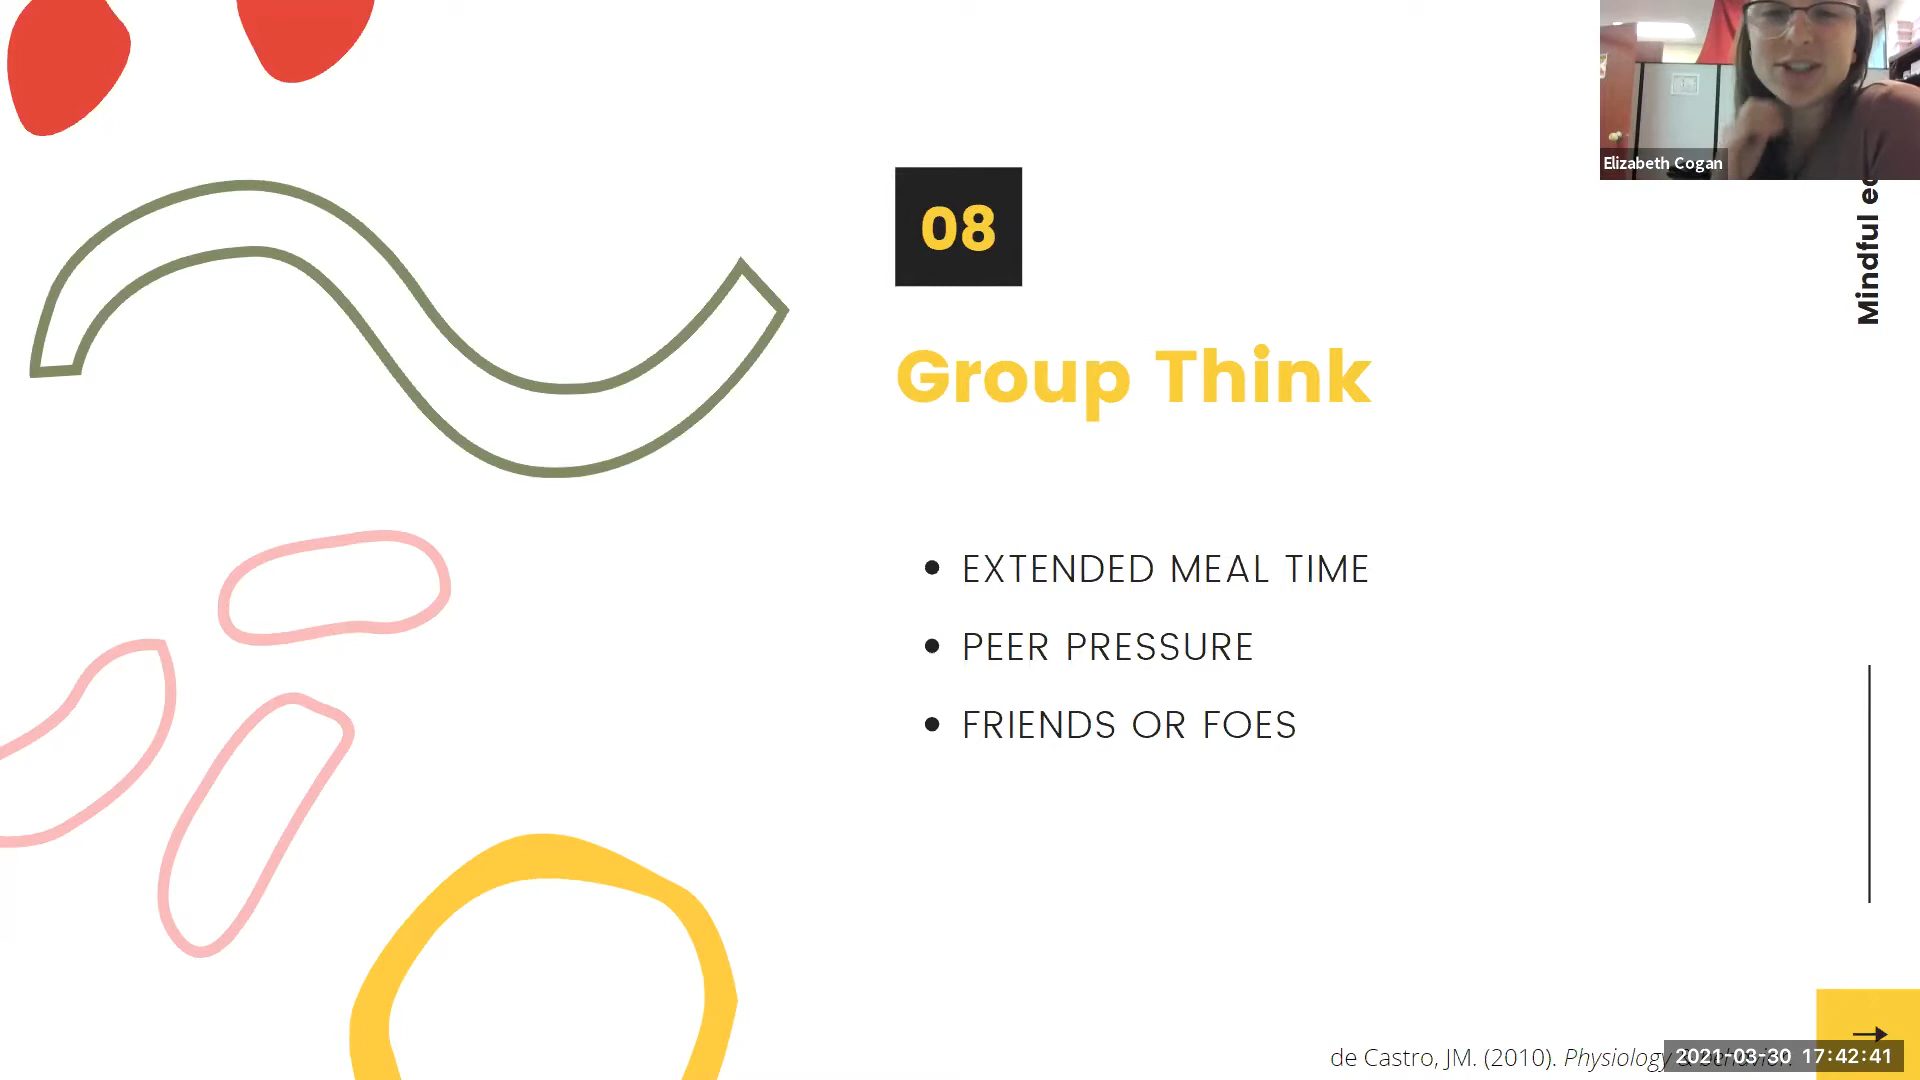 Elizabeth Cogan
08
Mindful
Group Think
• EXTENDED MEAL TIME
• PEER PRESSURE
• FRIENDS OR FOES
de Castro, JM. (2010). Physiology
2021-03-30 17:42:41